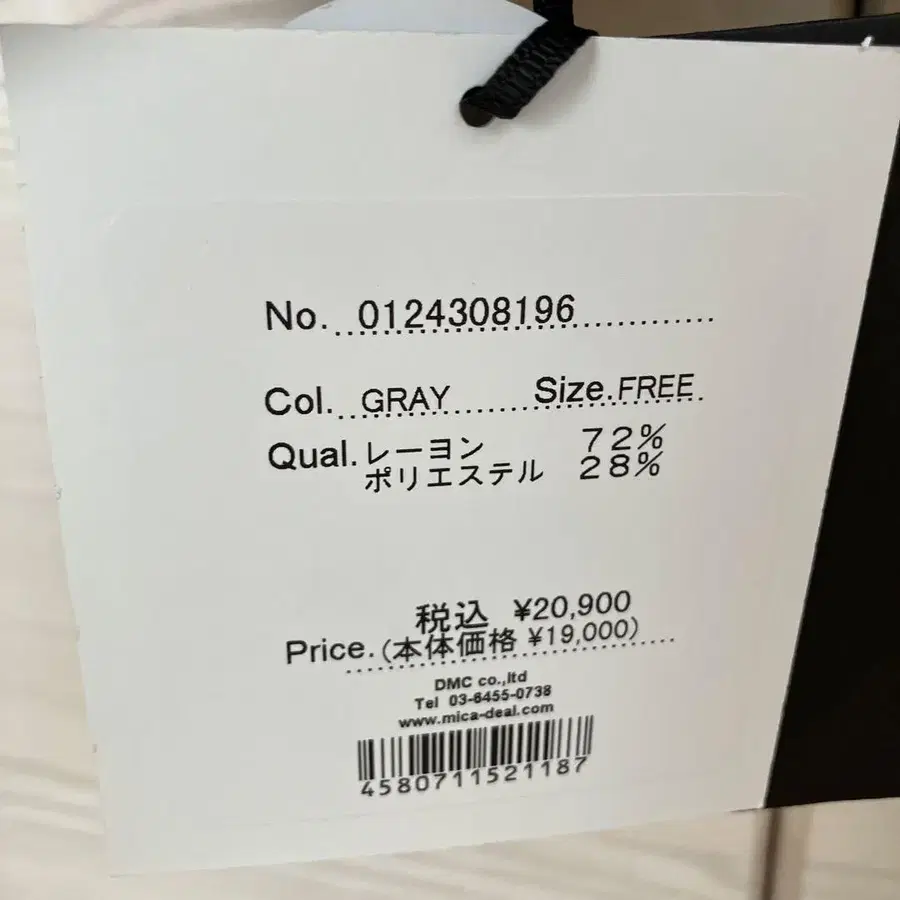 No. 0124308196
Col. GRAY Size. FREE
Qual. レーヨン 72%
ポリエステル 28%
税込 ¥20,900
Price. (本体価格 ¥19,000)
DMC co.,ltd
Tel 03-6455-0738
www.mica-deal.com
4580711521187